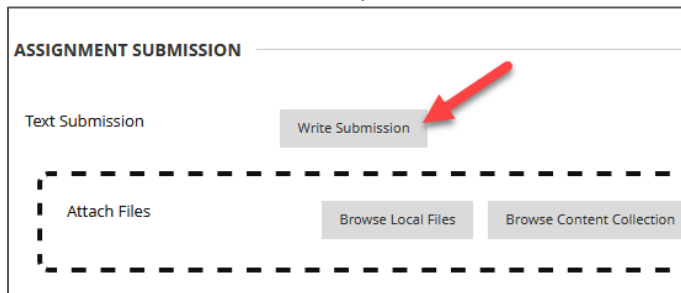 ASSIGNMENT SUBMISSION
Text Submission
Write Submission
Attach Files
Browse Local Files
Browse Content Collection